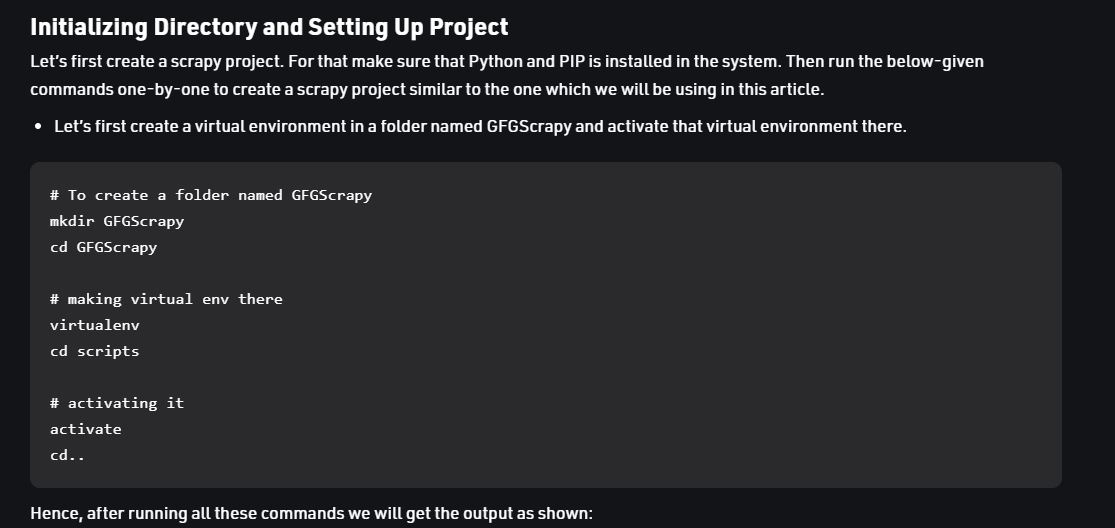 Initializing Directory and Setting Up Project
Let's first create a scrapy project. For that make sure that Python and PIP is installed in the system. Then run the below-given
commands one-by-one to create a scrapy project similar to the one which we will be using in this article.
• Let's first create a virtual environment in a folder named GFGScrapy and activate that virtual environment there.
# To create a folder named GFGScrapy
mkdir GFGScrapy
cd GFGScrapy
# making virtual env there
virtualenv
cd scripts
# activating it
activate
cd..
Hence, after running all these commands we will get the output as shown: